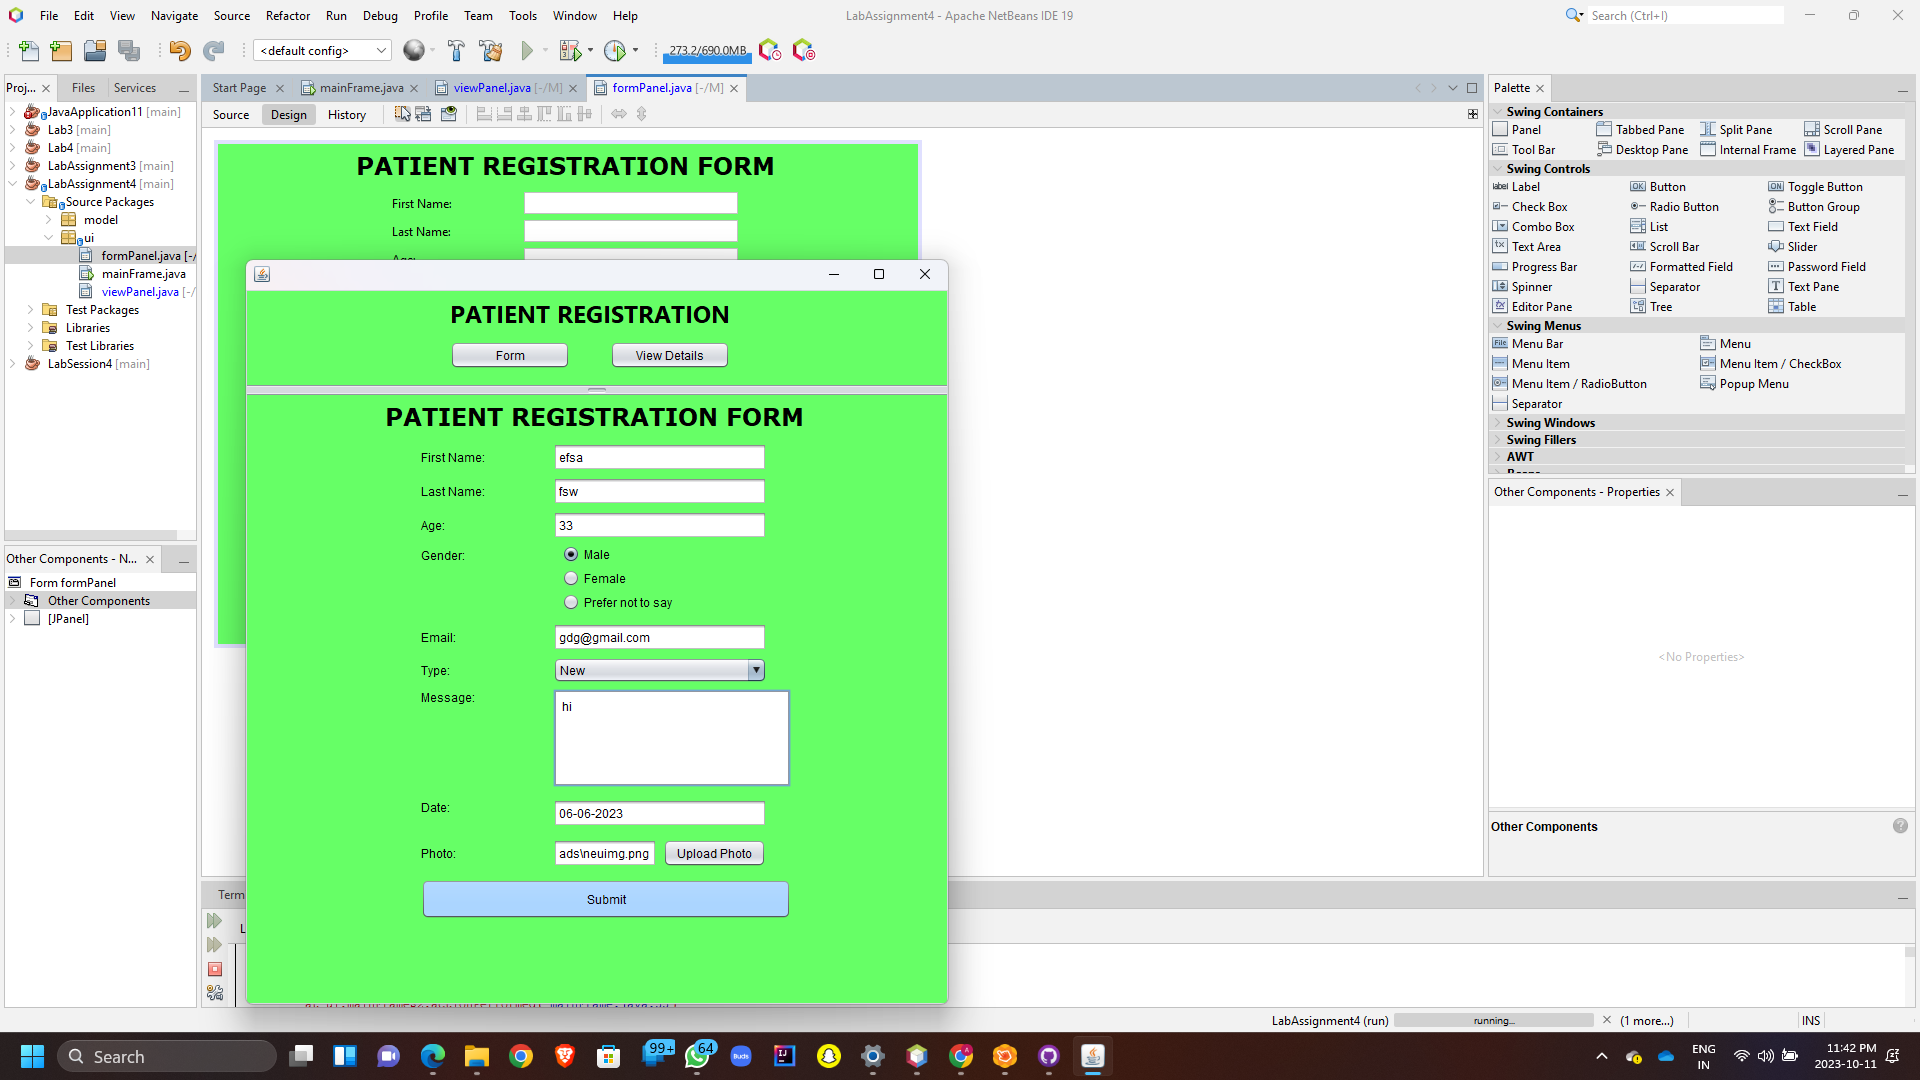 File Edit View Navigate Source Refactor Run Debug Profile Team Tools Window Help
LabAssignment4 - Apache NetBeans IDE 19
Search (Ctrl+I)
<default config>
273.2/690.0MB
Proj... Files Services
Start Page mainFrame.java viewPanel.java [-/M] formPanel.java [-/M]
Source Design History
JavaApplication11 [main]
Lab3 [main]
Lab4 [main]
LabAssignment3 [main]
LabAssignment4 [main]
Source Packages
model
ui
formPanel.java [-/
mainFrame.java
viewPanel.java [-/
Test Packages
Libraries
Test Libraries
LabSession4 [main]
Other Components - N...
Form formPanel
Other Components
[JPanel]
PATIENT REGISTRATION FORM
First Name:
Last Name:
PATIENT REGISTRATION
Form View Details
PATIENT REGISTRATION FORM
First Name: efsa
Last Name: fsw
Age: 33
Gender: Male
Female
Prefer not to say
Email: gdg@gmail.com
Type: New
Message: hi
Date: 06-06-2023
Photo: ads\neuimg.png Upload Photo
Submit
Term
L
Palette
Swing Containers
Panel Tabbed Pane Split Pane Scroll Pane
Tool Bar Desktop Pane Internal Frame Layered Pane
Swing Controls
label Label OK Button ON Toggle Button
Check Box Radio Button Button Group
Combo Box List Text Field
Text Area Scroll Bar Slider
Progress Bar Formatted Field Password Field
Spinner Separator Text Pane
Editor Pane Tree Table
Swing Menus
File Menu Bar Menu
Menu Item Menu Item / CheckBox
Menu Item / RadioButton Popup Menu
Separator
Swing Windows
Swing Fillers
AWT
Other Components - Properties
<No Properties>
Other Components
LabAssignment4 (run) running... (1 more...) INS
Search
99+
64
Buds
ENG
IN
11:42 PM
2023-10-11